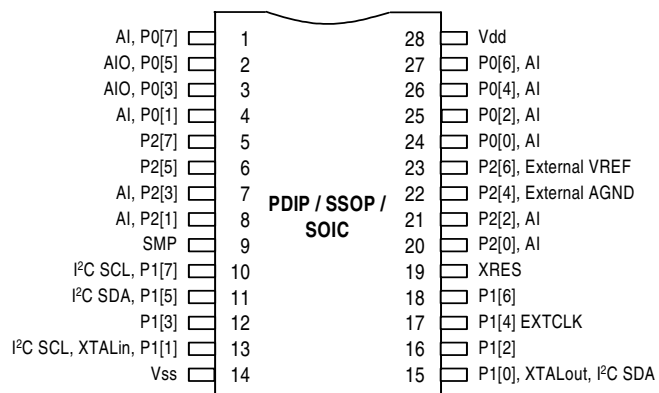 AI, P0[7] 1 28 Vdd
AIO, P0[5] 2 27 P0[6], AI
AIO, P0[3] 3 26 P0[4], AI
AI, P0[1] 4 25 P0[2], AI
P2[7] 5 24 P0[0], AI
P2[5] 6 23 P2[6], External VREF
AI, P2[3] 7 22 P2[4], External AGND
PDIP / SSOP /
AI, P2[1] 8 21 P2[2], AI
SOIC
SMP 9 20 P2[0], AI
I²C SCL, P1[7] 10 19 XRES
I²C SDA, P1[5] 11 18 P1[6]
P1[3] 12 17 P1[4] EXTCLK
I²C SCL, XTALin, P1[1] 13 16 P1[2]
Vss 14 15 P1[0], XTALout, I²C SDA